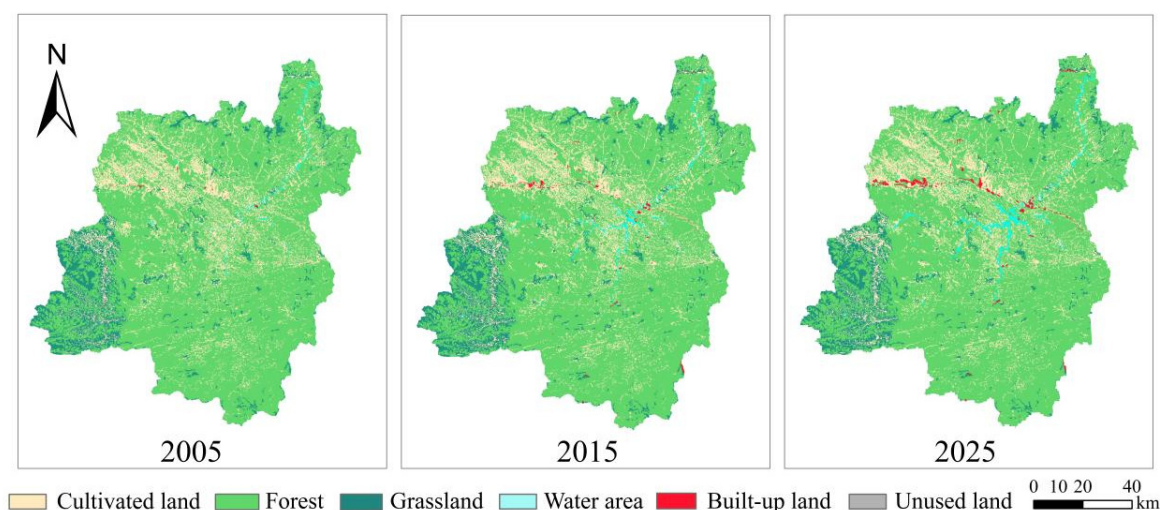 N
2005 2015 2025
Cultivated land Forest Grassland Water area Built-up land Unused land 0 10 20 40 km